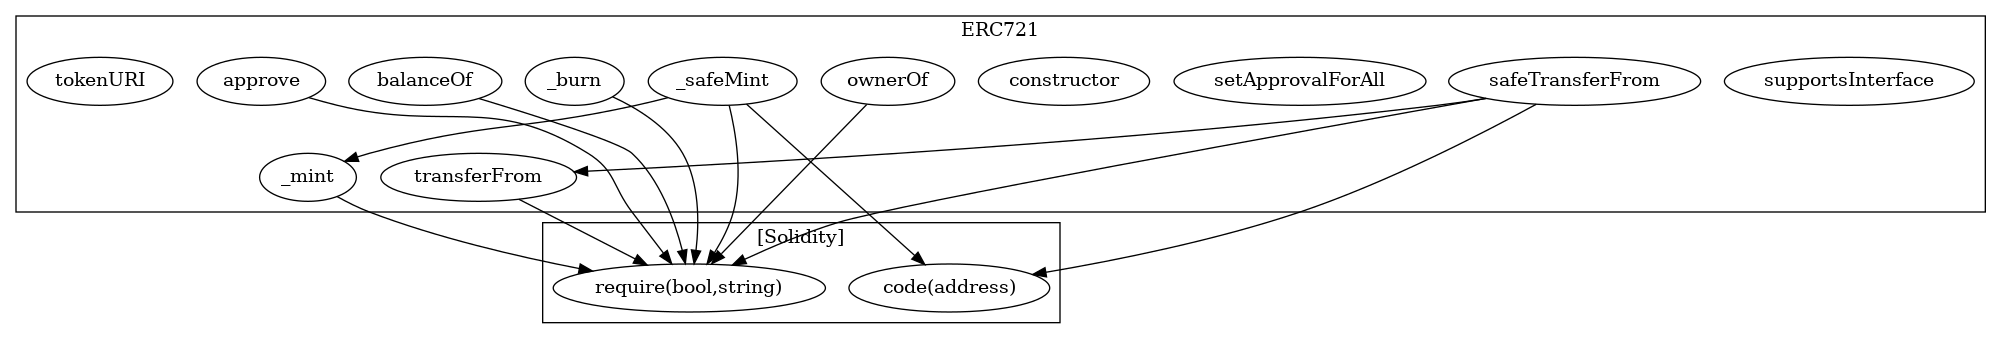 ERC721
tokenURI
approve
balanceOf
_burn
_safeMint
ownerOf
constructor
setApprovalForAll
safeTransferFrom
supportsInterface
_mint
transferFrom
[Solidity]
require(bool,string)
code(address)